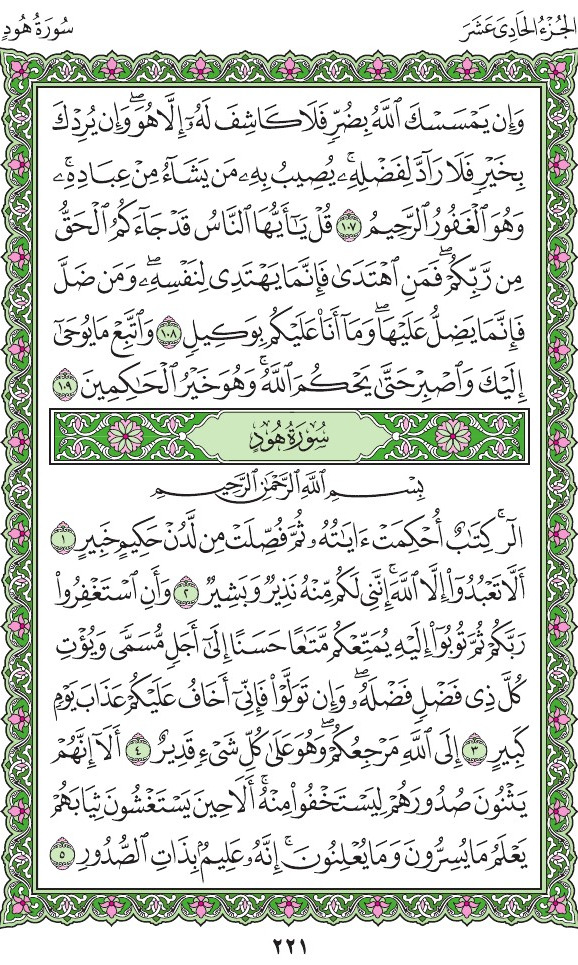 الجُزْءُ الحَادِى عَشَرَ
سُورَةُ هُودٍ
وَإِن يَمْسَسْكَ ٱللَّهُ بِضُرٍّ فَلَا كَاشِفَ لَهُۥٓ إِلَّا هُوَۖ وَإِن يُرِدْكَ
بِخَيْرٍ فَلَا رَآدَّ لِفَضْلِهِۦۚ يُصِيبُ بِهِۦ مَن يَشَآءُ مِنْ عِبَادِهِۦۚ
وَهُوَ ٱلْغَفُورُ ٱلرَّحِيمُ ١٠٧ قُلْ يَٰٓأَيُّهَا ٱلنَّاسُ قَدْ جَآءَكُمُ ٱلْحَقُّ
مِن رَّبِّكُمْۖ فَمَنِ ٱهْتَدَىٰ فَإِنَّمَا يَهْتَدِى لِنَفْسِهِۦۖ وَمَن ضَلَّ
فَإِنَّمَا يَضِلُّ عَلَيْهَاۖ وَمَآ أَنَا۠ عَلَيْكُم بِوَكِيلٍ ١٠٨ وَٱتَّبِعْ مَا يُوحَىٰٓ
إِلَيْكَ وَٱصْبِرْ حَتَّىٰ يَحْكُمَ ٱللَّهُۚ وَهُوَ خَيْرُ ٱلْحَٰكِمِينَ ١٠٩
سُورَةُ هُودٍ
بِسْمِ ٱللَّهِ ٱلرَّحْمَٰنِ ٱلرَّحِيمِ
الٓرۚ كِتَٰبٌ أُحْكِمَتْ ءَايَٰتُهُۥ ثُمَّ فُصِّلَتْ مِن لَّدُنْ حَكِيمٍ خَبِيرٍ ١
أَلَّا تَعْبُدُوٓا۟ إِلَّا ٱللَّهَۚ إِنَّنِى لَكُم مِّنْهُ نَذِيرٌ وَبَشِيرٌ ٢ وَأَنِ ٱسْتَغْفِرُوا۟
رَبَّكُمْ ثُمَّ تُوبُوٓا۟ إِلَيْهِ يُمَتِّعْكُم مَّتَٰعًا حَسَنًا إِلَىٰٓ أَجَلٍ مُّسَمًّى وَيُؤْتِ
كُلَّ ذِى فَضْلٍ فَضْلَهُۥۖ وَإِن تَوَلَّوْا۟ فَإِنِّىٓ أَخَافُ عَلَيْكُمْ عَذَابَ يَوْمٍ
كَبِيرٍ ٣ إِلَى ٱللَّهِ مَرْجِعُكُمْۖ وَهُوَ عَلَىٰ كُلِّ شَىْءٍ قَدِيرٌ ٤ أَلَآ إِنَّهُمْ
يَثْنُونَ صُدُورَهُمْ لِيَسْتَخْفُوا۟ مِنْهُۚ أَلَا حِينَ يَسْتَغْشُونَ ثِيَابَهُمْ
يَعْلَمُ مَا يُسِرُّونَ وَمَا يُعْلِنُونَۚ إِنَّهُۥ عَلِيمٌۢ بِذَاتِ ٱلصُّدُورِ ٥
٢٢١